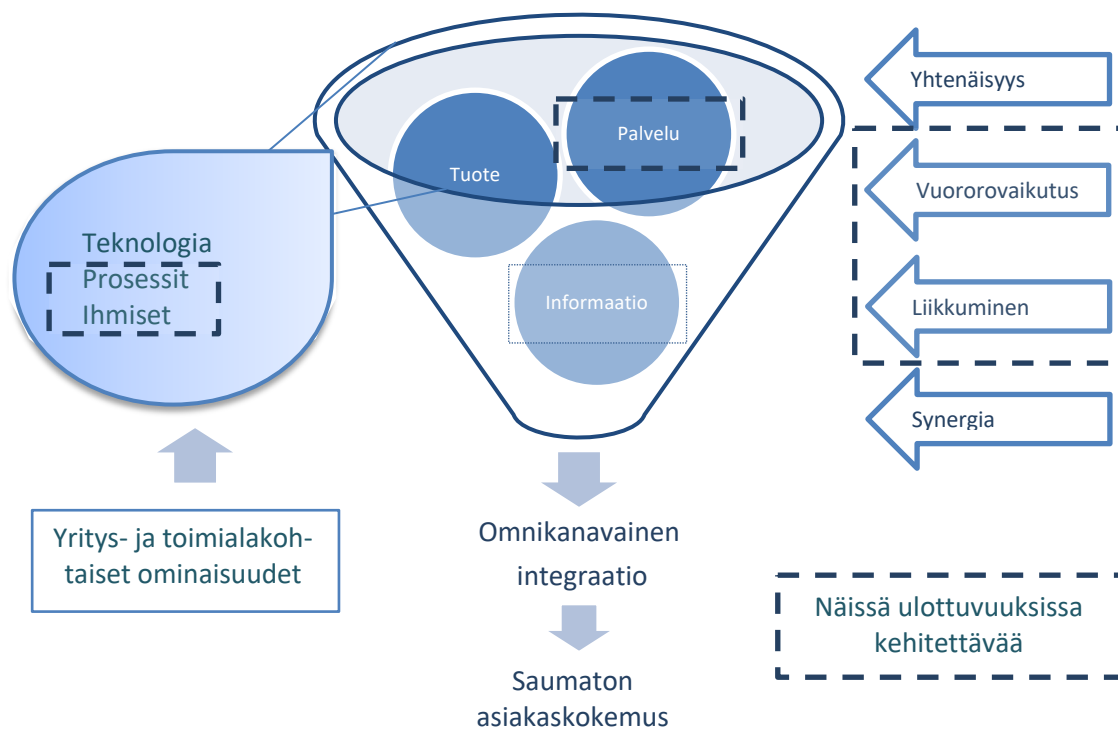 Yhtenäisyys
Palvelu
Tuote
Vuororovaikutus
Teknologia
Prosessit
Ihmiset
Informaatio
Liikkuminen
Synergia
Yritys- ja toimialakoh-
taiset ominaisuudet
Omnikanavainen
integraatio
Näissä ulottuvuuksissa
kehitettävää
Saumaton
asiakaskokemus